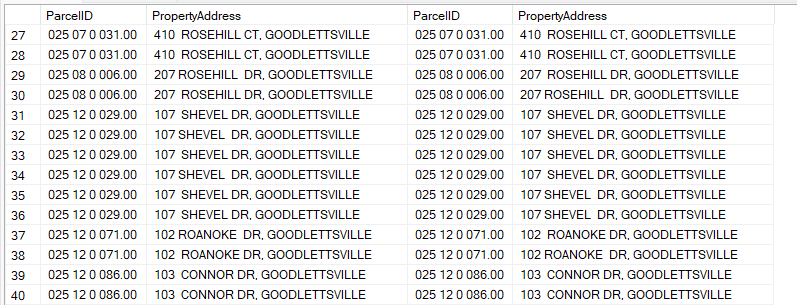 ParcelID PropertyAddress ParcelID PropertyAddress
27 025 07 0 031.00 410  ROSEHILL CT, GOODLETTSVILLE 025 07 0 031.00 410  ROSEHILL CT, GOODLETTSVILLE
28 025 07 0 031.00 410  ROSEHILL CT, GOODLETTSVILLE 025 07 0 031.00 410  ROSEHILL CT, GOODLETTSVILLE
29 025 08 0 006.00 207 ROSEHILL  DR, GOODLETTSVILLE 025 08 0 006.00 207  ROSEHILL  DR, GOODLETTSVILLE
30 025 08 0 006.00 207  ROSEHILL DR, GOODLETTSVILLE 025 08 0 006.00 207 ROSEHILL  DR, GOODLETTSVILLE
31 025 12 0 029.00 107  SHEVEL DR, GOODLETTSVILLE 025 12 0 029.00 107  SHEVEL DR, GOODLETTSVILLE
32 025 12 0 029.00 107 SHEVEL  DR, GOODLETTSVILLE 025 12 0 029.00 107  SHEVEL DR, GOODLETTSVILLE
33 025 12 0 029.00 107  SHEVEL DR, GOODLETTSVILLE 025 12 0 029.00 107  SHEVEL DR, GOODLETTSVILLE
34 025 12 0 029.00 107 SHEVEL  DR, GOODLETTSVILLE 025 12 0 029.00 107  SHEVEL DR, GOODLETTSVILLE
35 025 12 0 029.00 107  SHEVEL DR, GOODLETTSVILLE 025 12 0 029.00 107 SHEVEL  DR, GOODLETTSVILLE
36 025 12 0 029.00 107  SHEVEL DR, GOODLETTSVILLE 025 12 0 029.00 107 SHEVEL  DR, GOODLETTSVILLE
37 025 12 0 071.00 102 ROANOKE  DR, GOODLETTSVILLE 025 12 0 071.00 102  ROANOKE DR, GOODLETTSVILLE
38 025 12 0 071.00 102  ROANOKE DR, GOODLETTSVILLE 025 12 0 071.00 102 ROANOKE  DR, GOODLETTSVILLE
39 025 12 0 086.00 103  CONNOR DR, GOODLETTSVILLE 025 12 0 086.00 103  CONNOR DR, GOODLETTSVILLE
40 025 12 0 086.00 103  CONNOR DR, GOODLETTSVILLE 025 12 0 086.00 103  CONNOR DR, GOODLETTSVILLE